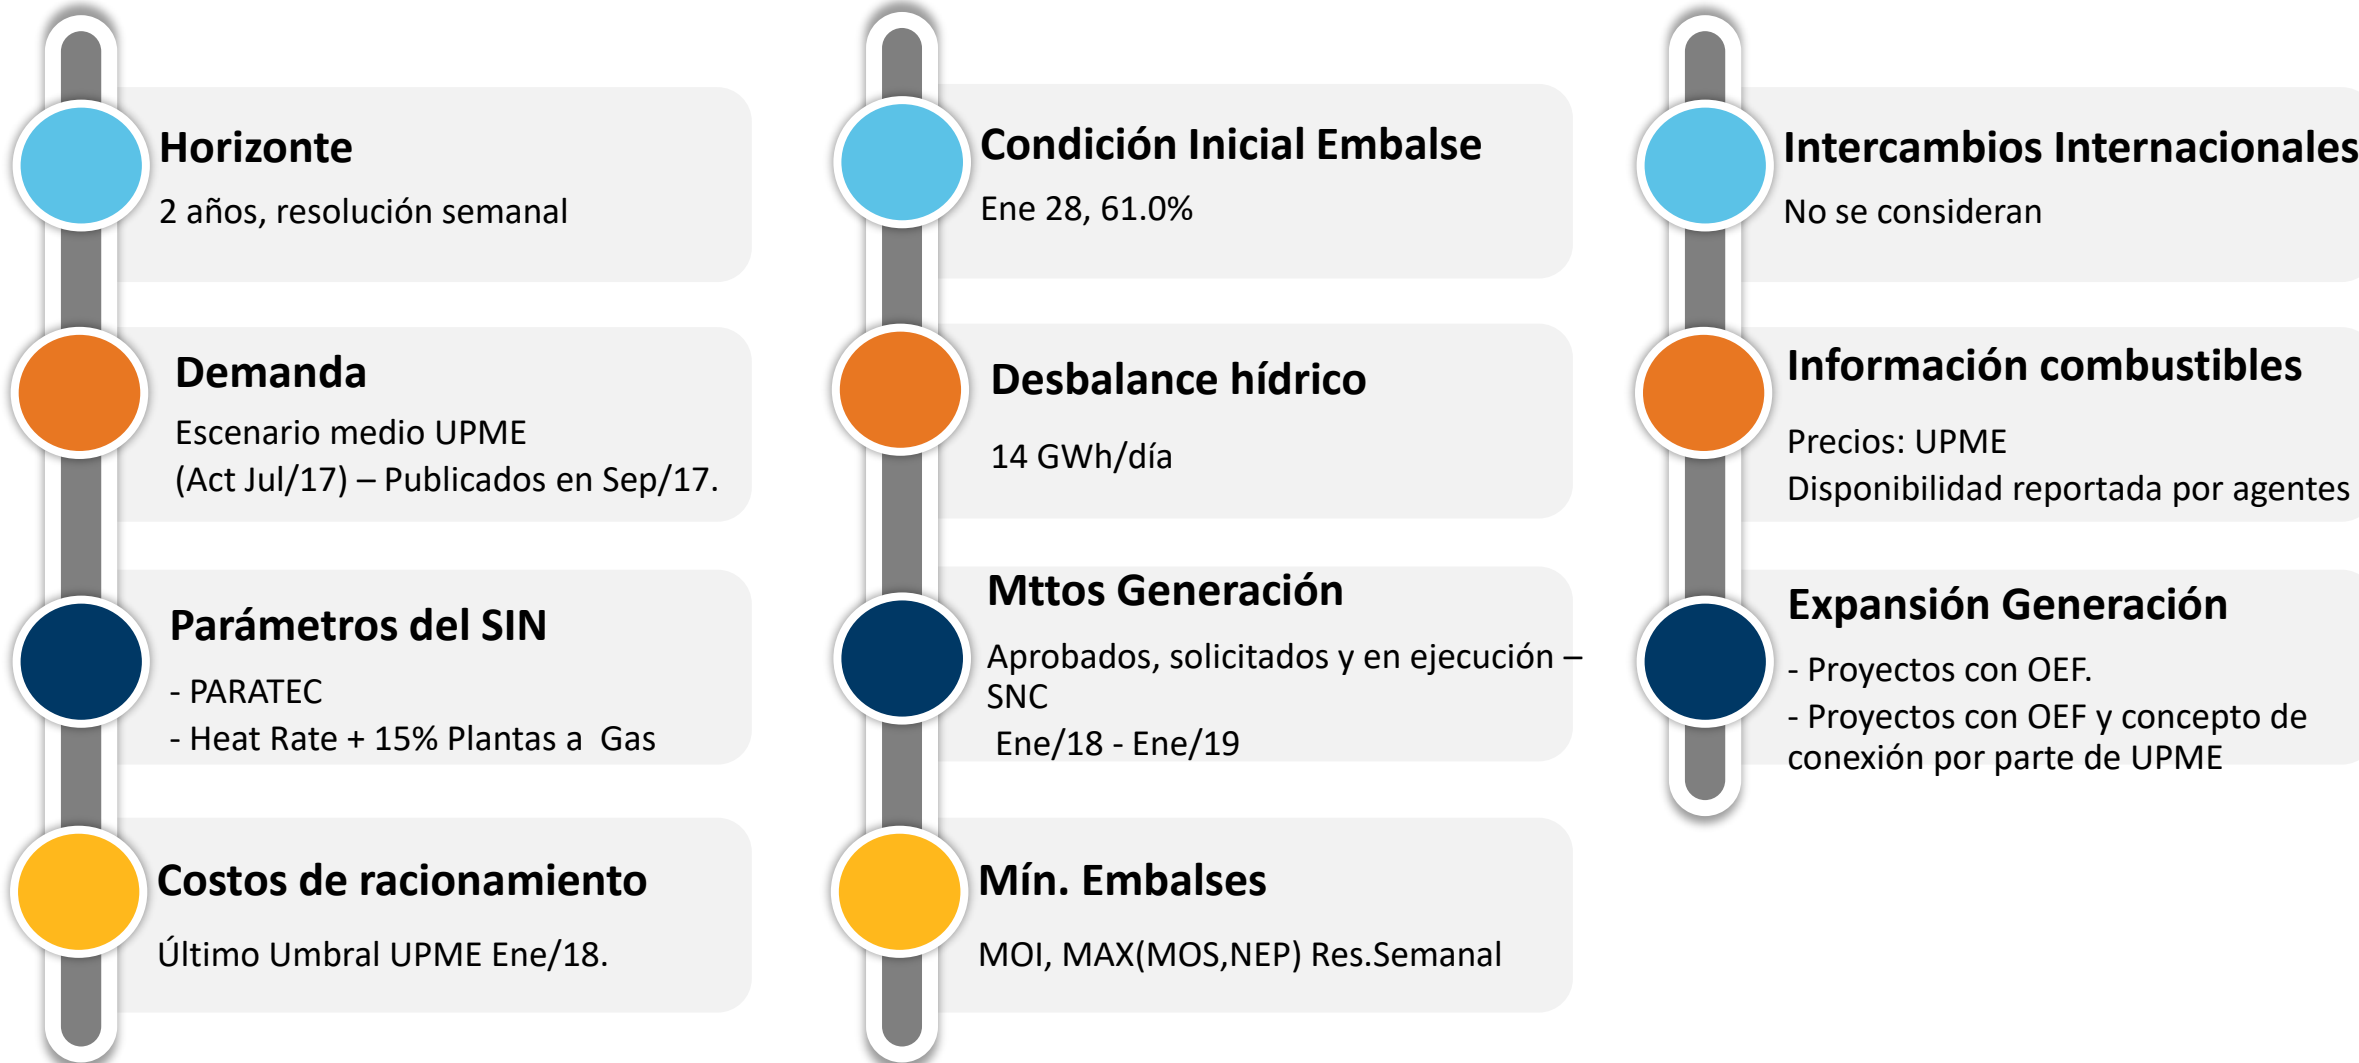 Horizonte
2 años, resolución semanal
Demanda
Escenario medio UPME
(Act Jul/17) – Publicados en Sep/17.
Parámetros del SIN
- PARATEC
- Heat Rate + 15% Plantas a  Gas
Costos de racionamiento
Último Umbral UPME Ene/18.
Condición Inicial Embalse
Ene 28, 61.0%
Desbalance hídrico
14 GWh/día
Mttos Generación
Aprobados, solicitados y en ejecución –
SNC
Ene/18 - Ene/19
Mín. Embalses
MOI, MAX(MOS,NEP) Res.Semanal
Intercambios Internacionales
No se consideran
Información combustibles
Precios: UPME
Disponibilidad reportada por agentes
Expansión Generación
- Proyectos con OEF.
- Proyectos con OEF y concepto de
conexión por parte de UPME